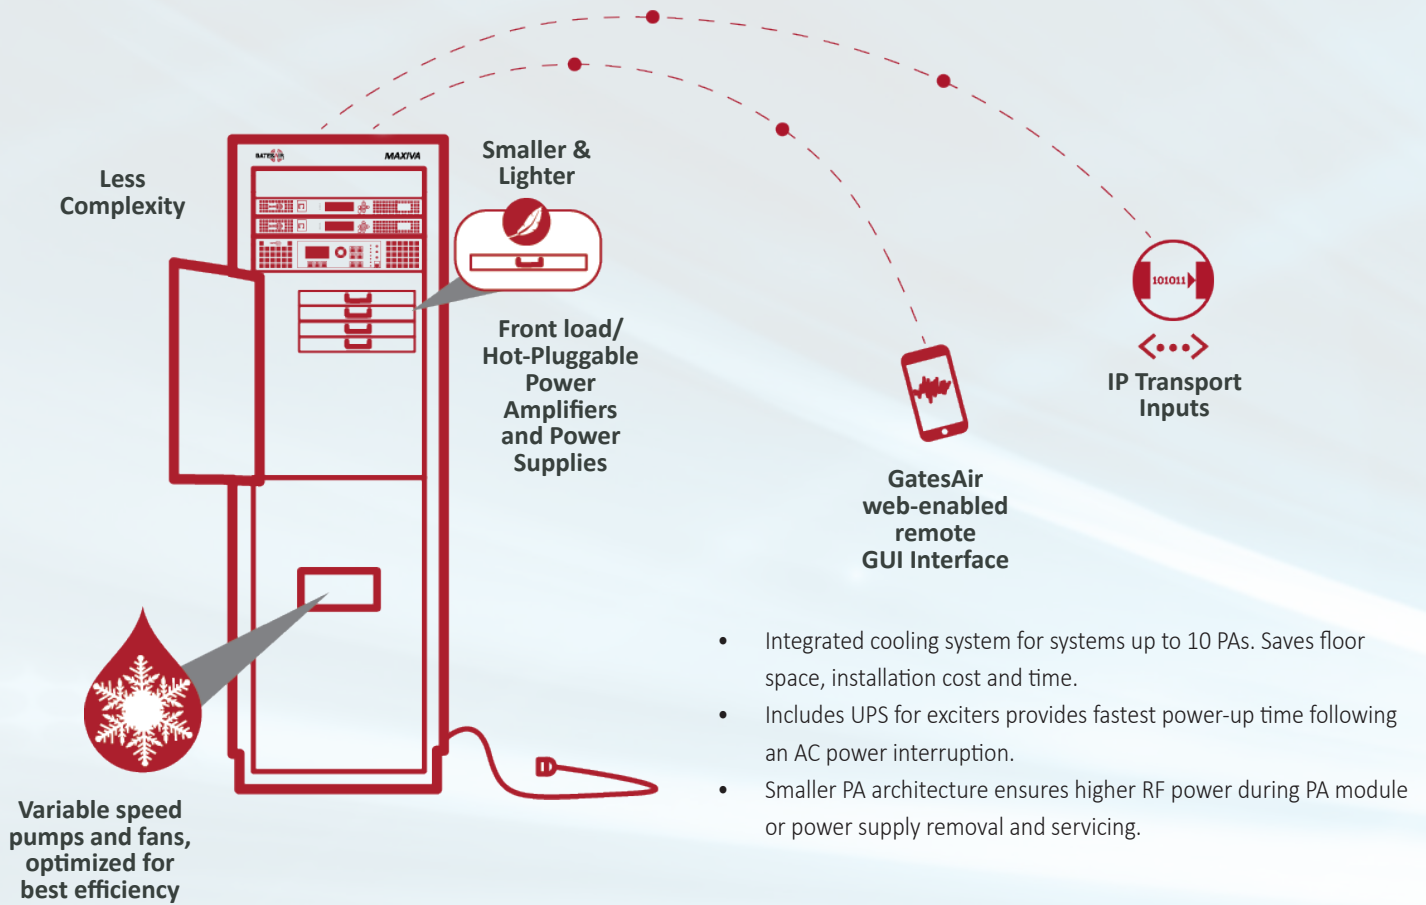 GATESAIR
MAXIVA
Less
Complexity
Smaller &
Lighter
Front load/
Hot-Pluggable
Power
Amplifiers
and Power
Supplies
101011
IP Transport
Inputs
GatesAir
web-enabled
remote
GUI Interface
Variable speed
pumps and fans,
optimized for
best efficiency
• Integrated cooling system for systems up to 10 PAs. Saves floor
space, installation cost and time.
• Includes UPS for exciters provides fastest power-up time following
an AC power interruption.
• Smaller PA architecture ensures higher RF power during PA module
or power supply removal and servicing.